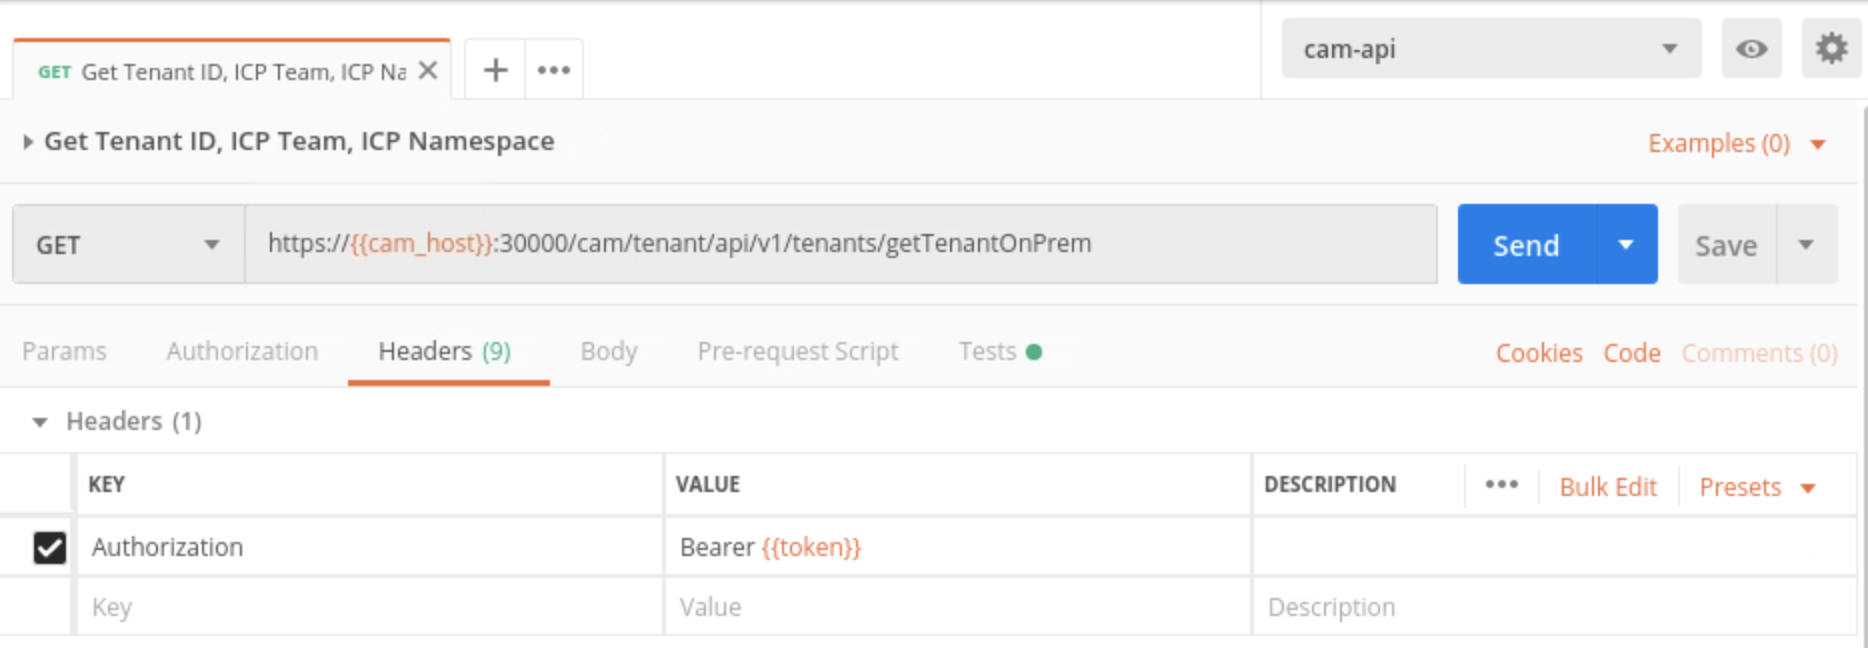 cam-api
GET Get Tenant ID, ICP Team, ICP Na
Get Tenant ID, ICP Team, ICP Namespace
Examples (0)
GET https://{{cam_host}}:30000/cam/tenant/api/v1/tenants/getTenantOnPrem Send Save
Params Authorization Headers (9) Body Pre-request Script Tests Cookies Code Comments (0)
Headers (1)
KEY VALUE DESCRIPTION Bulk Edit Presets
Authorization Bearer {{token}}
Key Value Description